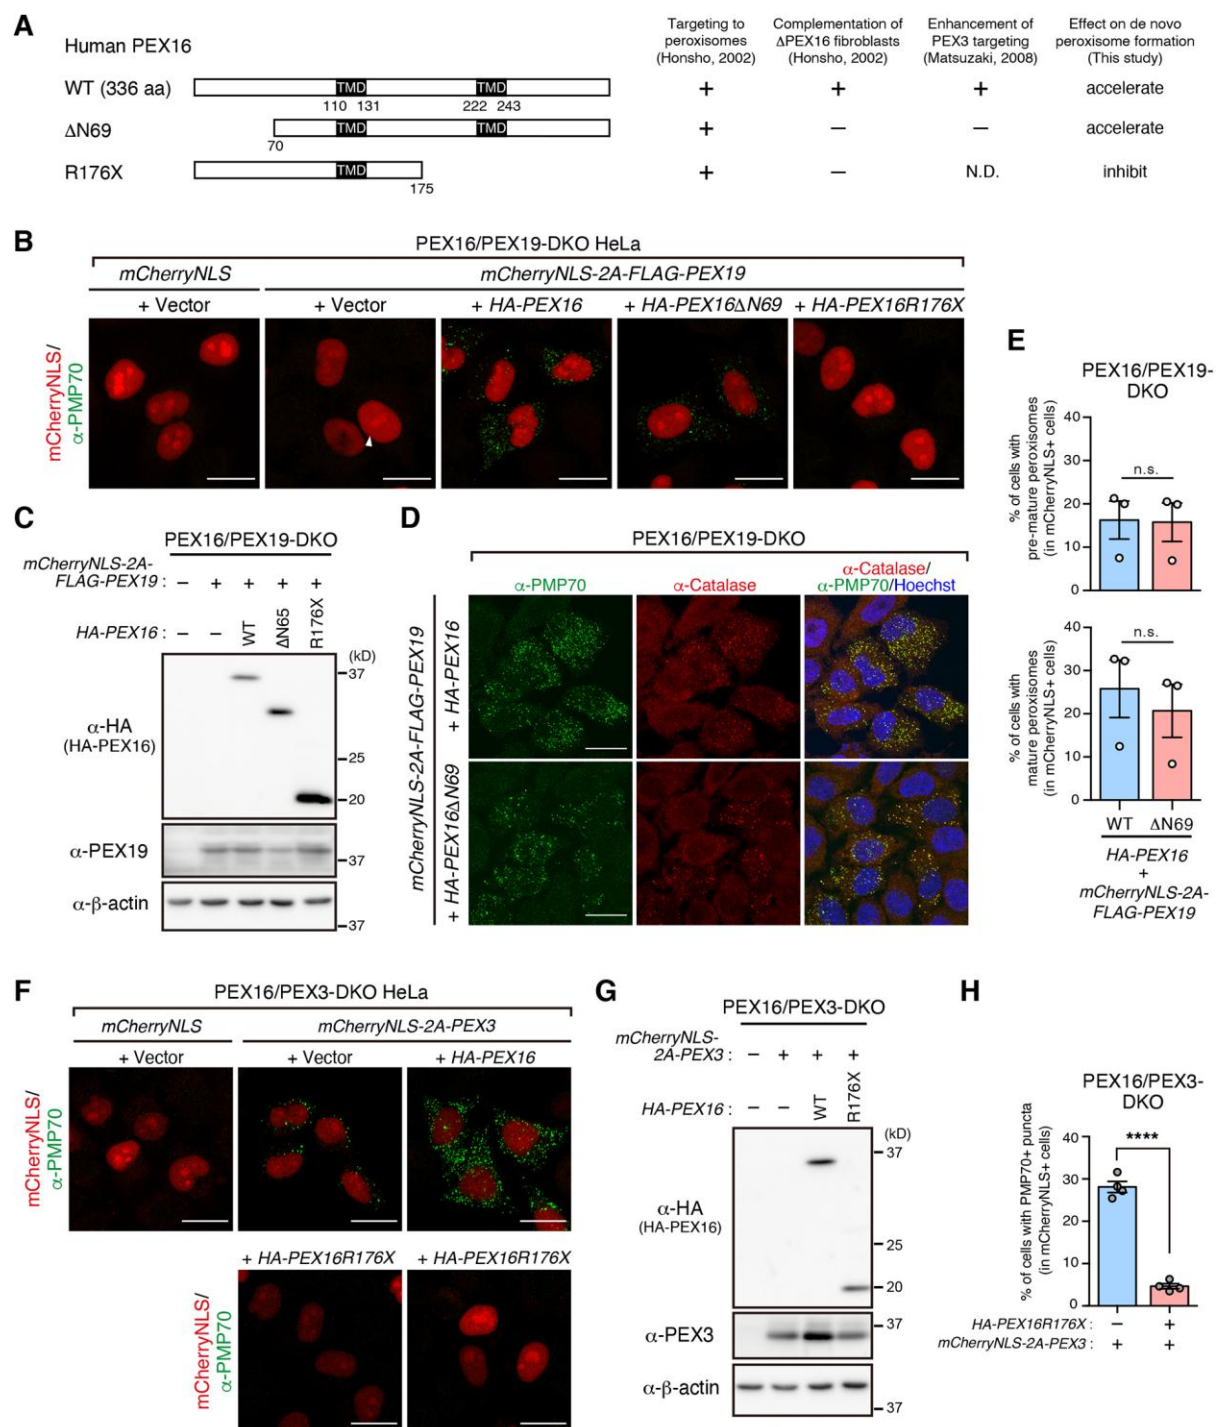 A
Human PEX16
Targeting to
peroxisomes
(Honsho, 2002)
Complementation of
ΔPEX16 fibroblasts
(Honsho, 2002)
Enhancement of
PEX3 targeting
(Matsuzaki, 2008)
Effect on de novo
peroxisome formation
(This study)
WT (336 aa) TMD TMD + + + accelerate
110 131 222 243
ΔN69 TMD TMD + − − accelerate
70
R176X TMD + − N.D. inhibit
175
B
PEX16/PEX19-DKO HeLa
mCherryNLS mCherryNLS-2A-FLAG-PEX19
+ Vector + Vector + HA-PEX16 + HA-PEX16ΔN69 + HA-PEX16R176X
mCherryNLS/
α-PMP70
C
PEX16/PEX19-DKO
mCherryNLS-2A-
FLAG-PEX19 : − + + + +
HA-PEX16 : − − WT ΔN65 R176X
(kD)
α-HA
(HA-PEX16)
37
25
20
α-PEX19
37
α-β-actin
37
D
PEX16/PEX19-DKO
α-PMP70 α-Catalase α-Catalase/
α-PMP70/Hoechst
mCherryNLS-2A-FLAG-PEX19
+ HA-PEX16
+ HA-PEX16ΔN69
E
PEX16/PEX19-
DKO
% of cells with
pre-mature peroxisomes
(in mCherryNLS+ cells)
40
30
20
10
0
n.s.
% of cells with
mature peroxisomes
(in mCherryNLS+ cells)
40
30
20
10
0
n.s.
WT ΔN69
HA-PEX16
+
mCherryNLS-2A-
FLAG-PEX19
F
PEX16/PEX3-DKO HeLa
mCherryNLS mCherryNLS-2A-PEX3
+ Vector + Vector + HA-PEX16
mCherryNLS/
α-PMP70
+ HA-PEX16R176X + HA-PEX16R176X
mCherryNLS/
α-PMP70
G
PEX16/PEX3-DKO
mCherryNLS-
2A-PEX3 : − + + +
HA-PEX16 : − − WT R176X
(kD)
α-HA
(HA-PEX16)
37
25
20
α-PEX3
37
α-β-actin
37
H
PEX16/PEX3-
DKO
% of cells with PMP70+ puncta
(in mCherryNLS+ cells)
40
30
20
10
0
****
HA-PEX16R176X : − +
mCherryNLS-2A-PEX3 : + +